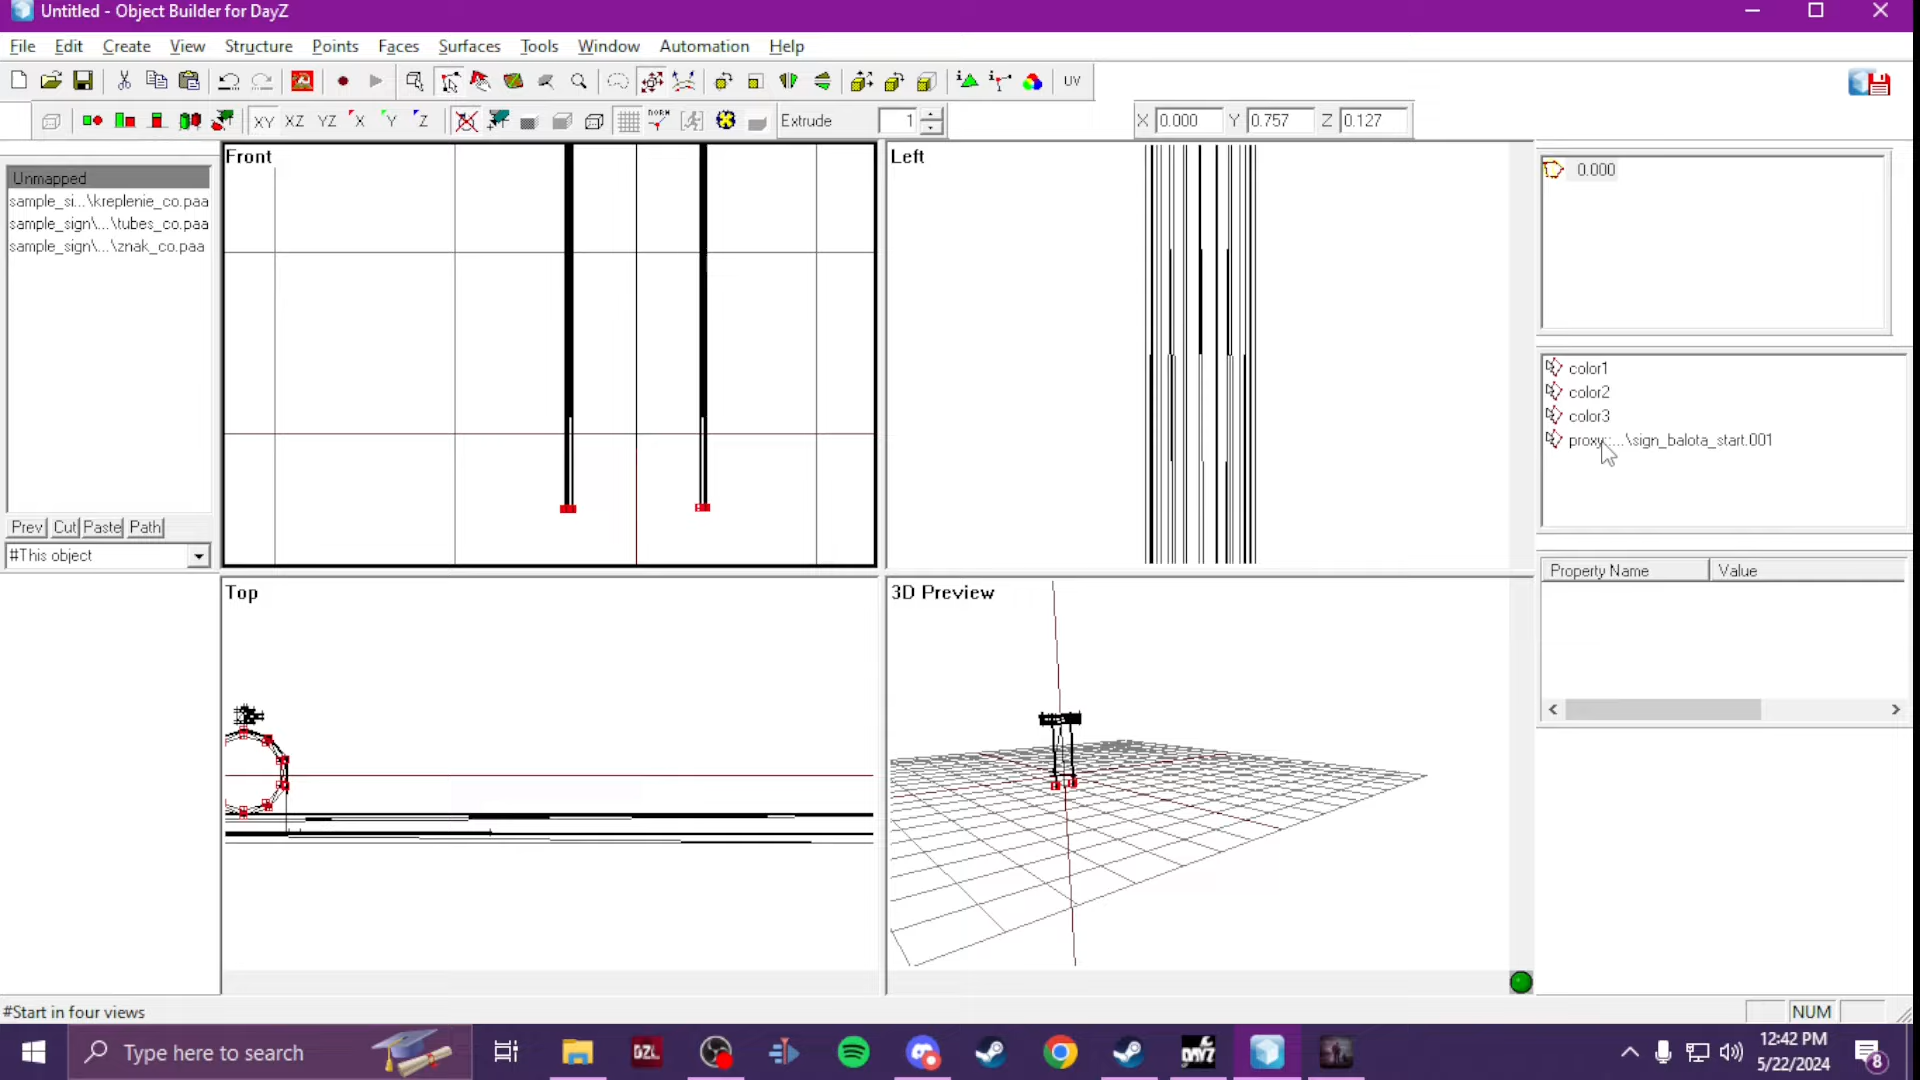 Untitled - Object Builder for DayZ
File Edit Create View Structure Points Faces Surfaces Tools Window Automation Help
UV
XY XZ YZ X Y Z NORM Extrude 1 X 0.000 Y 0.757 Z 0.127
Unmapped
sample_si...\kreplenie_co.paa
sample_sign\...\tubes_co.paa
sample_sign\...\znak_co.paa
Prev Cut Paste Path
#This object
Front
Left
Top
3D Preview
0.000
color1
color2
color3
proxy:...\sign_balota_start.001
Property Name Value
#Start in four views
NUM
Type here to search
DZL
DAYZ
12:42 PM
5/22/2024
8